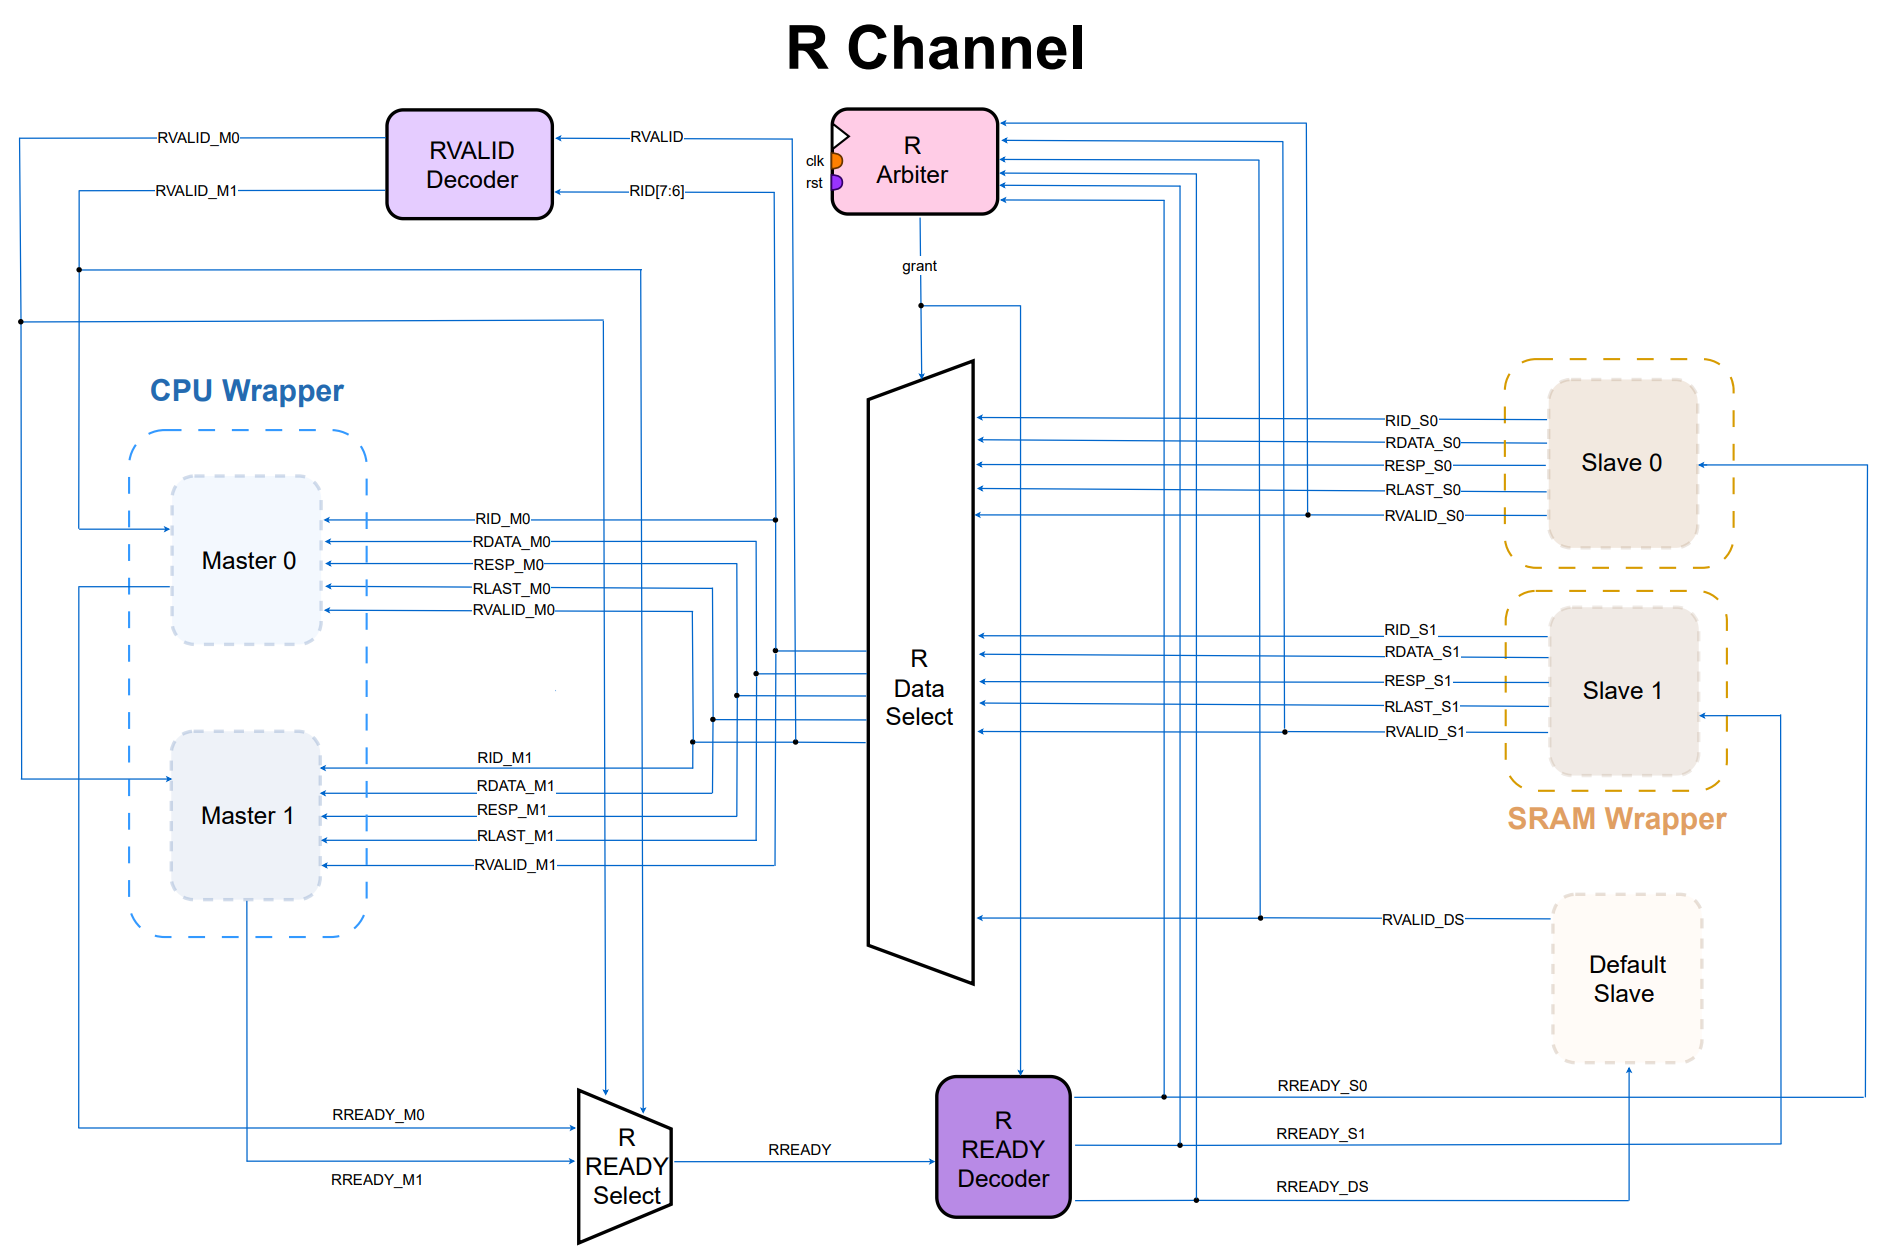 R Channel
RVALID_M0
RVALID_M1
RVALID
Decoder
RVALID
RID[7:6]
clk
rst
R
Arbiter
grant
CPU Wrapper
Master 0
RID_M0
RDATA_M0
RESP_M0
RLAST_M0
RVALID_M0
Master 1
RID_M1
RDATA_M1
RESP_M1
RLAST_M1
RVALID_M1
R
Data
Select
RID_S0
RDATA_S0
RESP_S0
RLAST_S0
RVALID_S0
Slave 0
RID_S1
RDATA_S1
RESP_S1
RLAST_S1
RVALID_S1
Slave 1
SRAM Wrapper
RVALID_DS
Default
Slave
RREADY_M0
RREADY_M1
R
READY
Select
RREADY
R
READY
Decoder
RREADY_S0
RREADY_S1
RREADY_DS